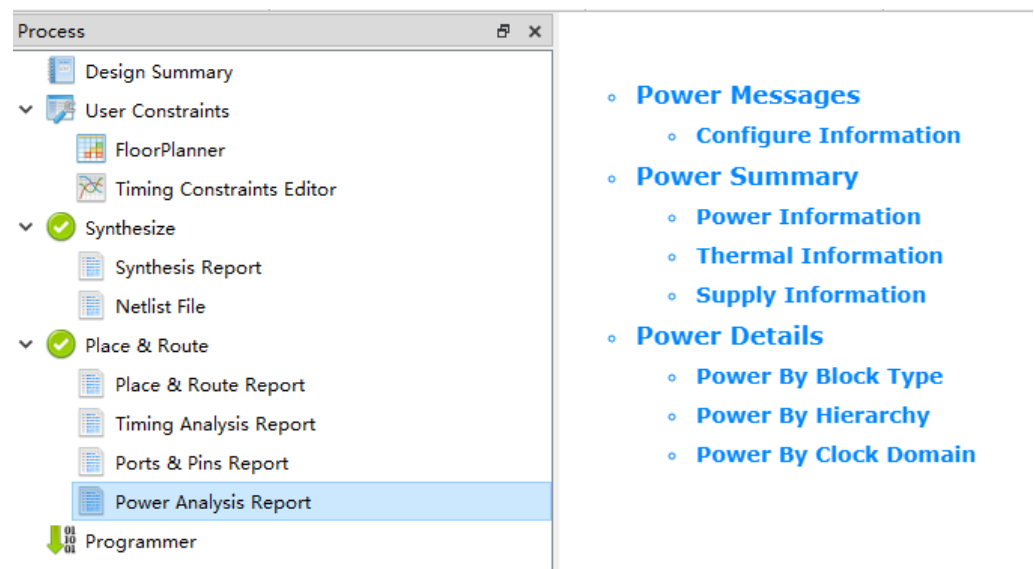 Process
Design Summary
User Constraints
FloorPlanner
Timing Constraints Editor
Synthesize
Synthesis Report
Netlist File
Place & Route
Place & Route Report
Timing Analysis Report
Ports & Pins Report
Power Analysis Report
Programmer
Power Messages
Configure Information
Power Summary
Power Information
Thermal Information
Supply Information
Power Details
Power By Block Type
Power By Hierarchy
Power By Clock Domain